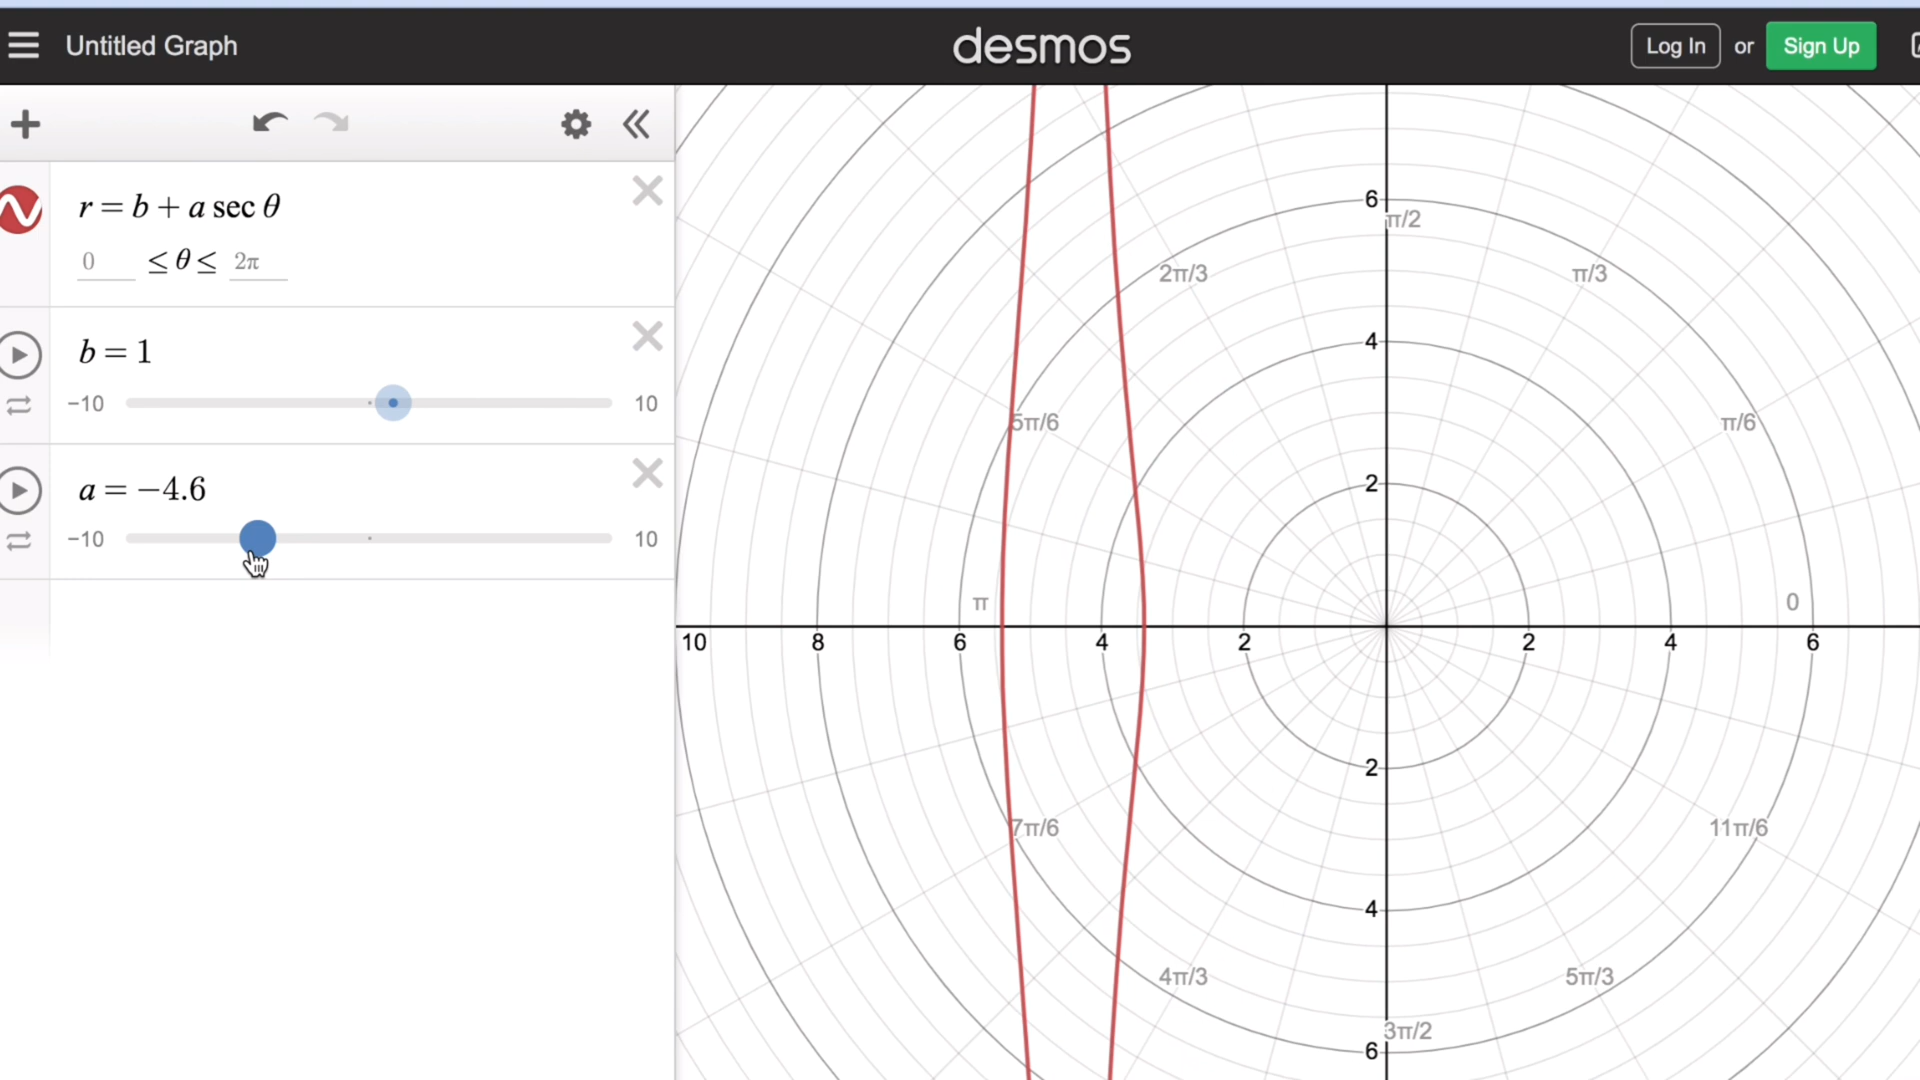 Untitled Graph
desmos
Log In or Sign Up
r = b + a sec θ
0 ≤ θ ≤ 2π
b = 1
−10 10
a = −4.6
−10 10
6
π/2
2π/3 π/3
4
5π/6 π/6
2
π 0
10 8 6 4 2 2 4 6
2
7π/6 11π/6
4
4π/3 5π/3
3π/2
6